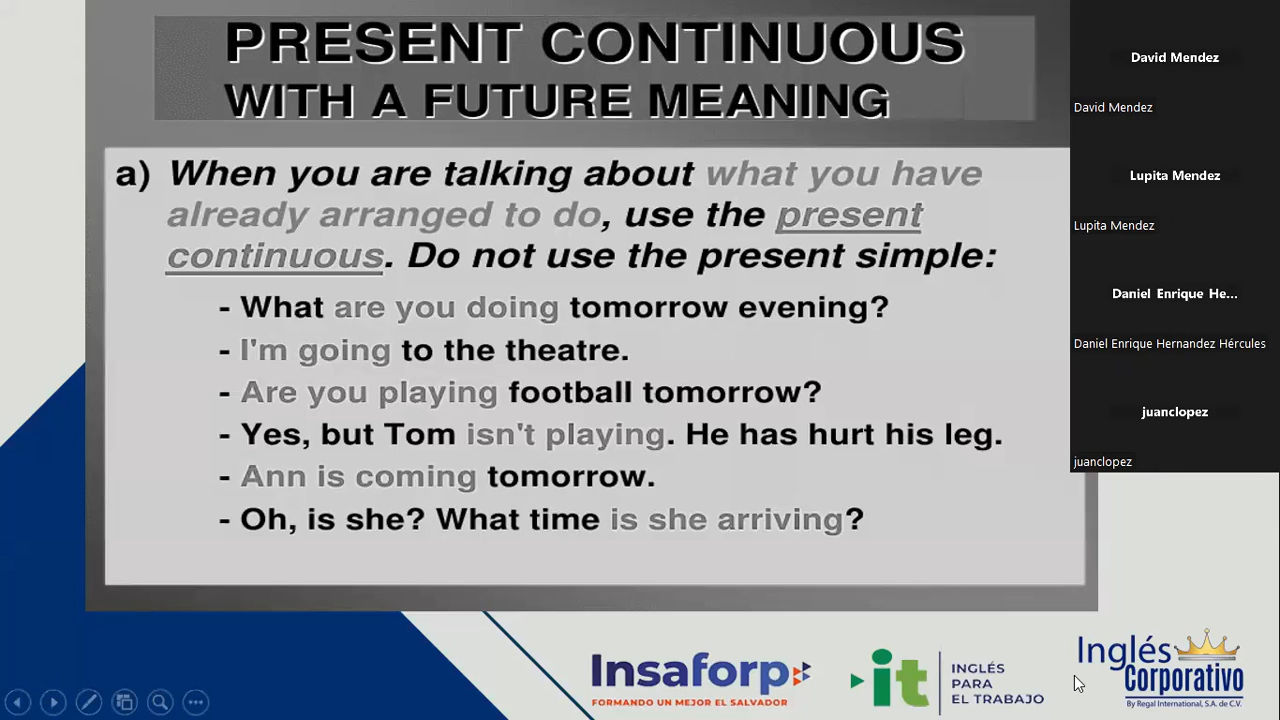 PRESENT CONTINUOUS
WITH A FUTURE MEANING
a) When you are talking about what you have
already arranged to do, use the present
continuous. Do not use the present simple:
- What are you doing tomorrow evening?
- I'm going to the theatre.
- Are you playing football tomorrow?
- Yes, but Tom isn't playing. He has hurt his leg.
- Ann is coming tomorrow.
- Oh, is she? What time is she arriving?
David Mendez
David Mendez
Lupita Mendez
Lupita Mendez
Daniel Enrique He...
Daniel Enrique Hernandez Hércules
juanclopez
juanclopez
Insaforp
FORMANDO UN MEJOR EL SALVADOR
it
INGLÉS
PARA
EL TRABAJO
Inglés
Corporativo
By Regal International, S.A. de C.V.